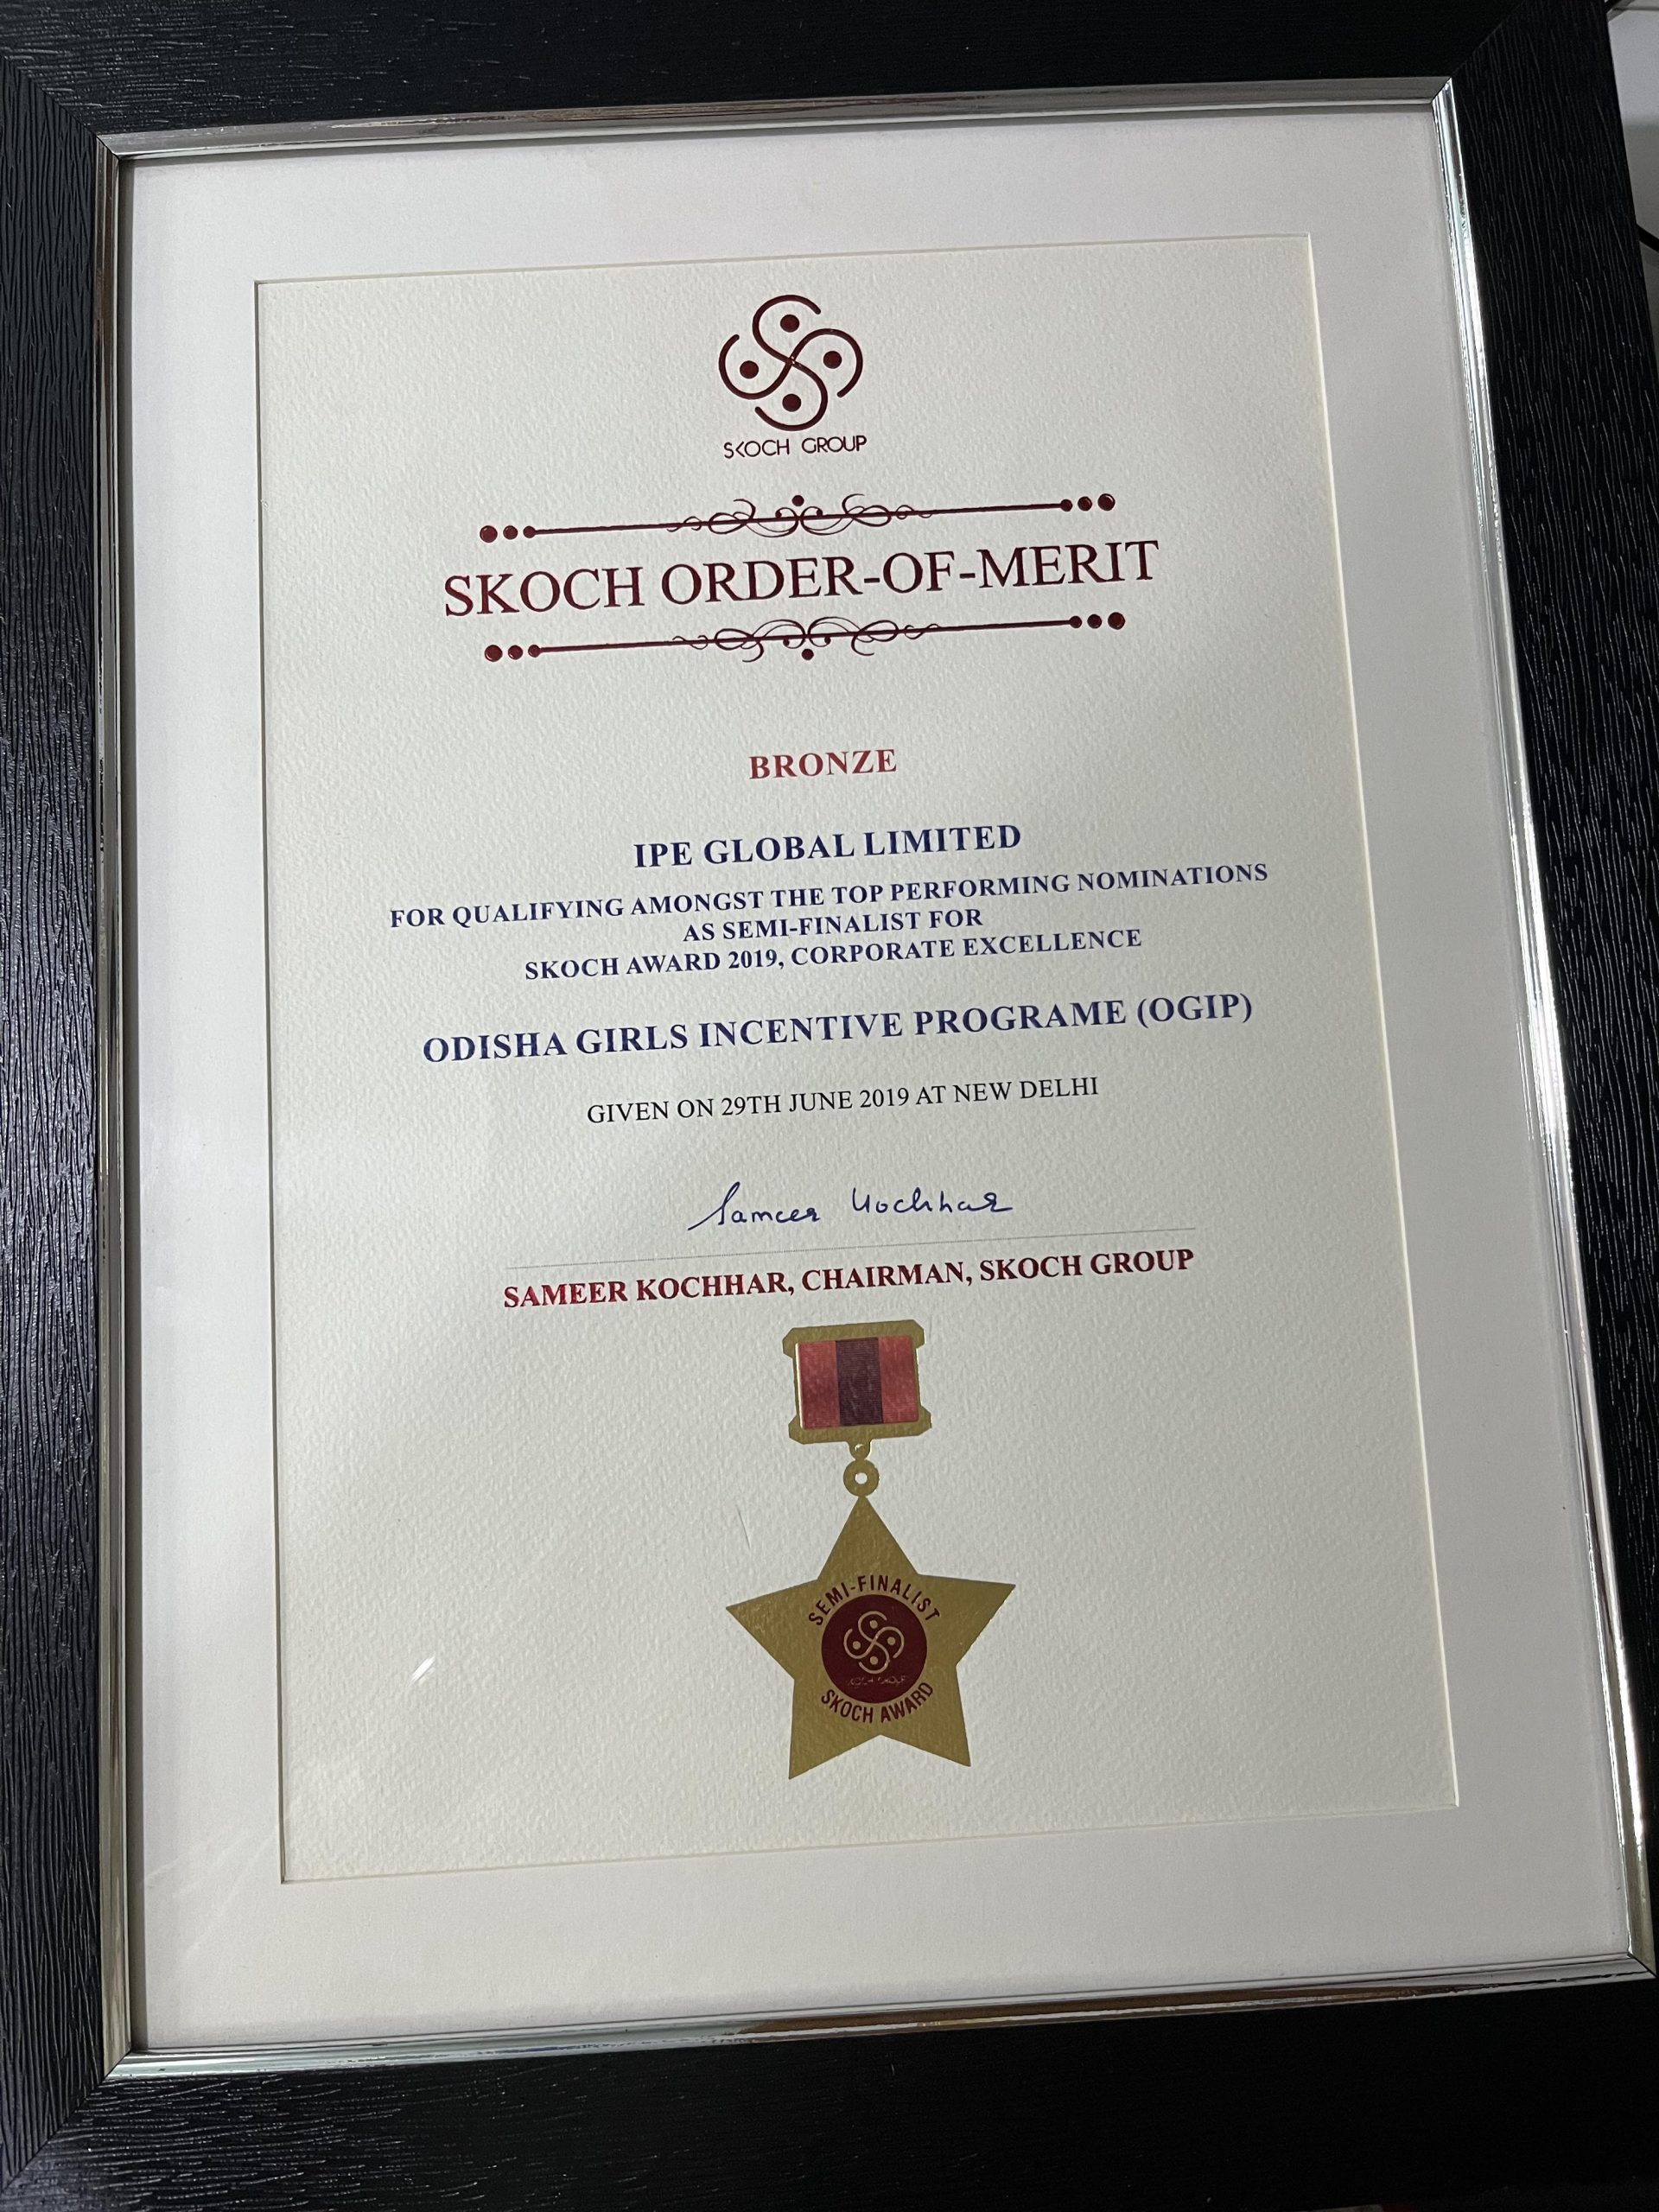 SKOCH GROUP
SKOCH ORDER-OF-MERIT
BRONZE
IPE GLOBAL LIMITED
FOR QUALIFYING AMONGST THE TOP PERFORMING NOMINATIONS
AS SEMI-FINALIST FOR
SKOCH AWARD 2019, CORPORATE EXCELLENCE
ODISHA GIRLS INCENTIVE PROGRAME (OGIP)
GIVEN ON 29TH JUNE 2019 AT NEW DELHI
Sameer Kochhar
SAMEER KOCHHAR, CHAIRMAN, SKOCH GROUP
SEMI-FINALIST
SKOCH AWARD